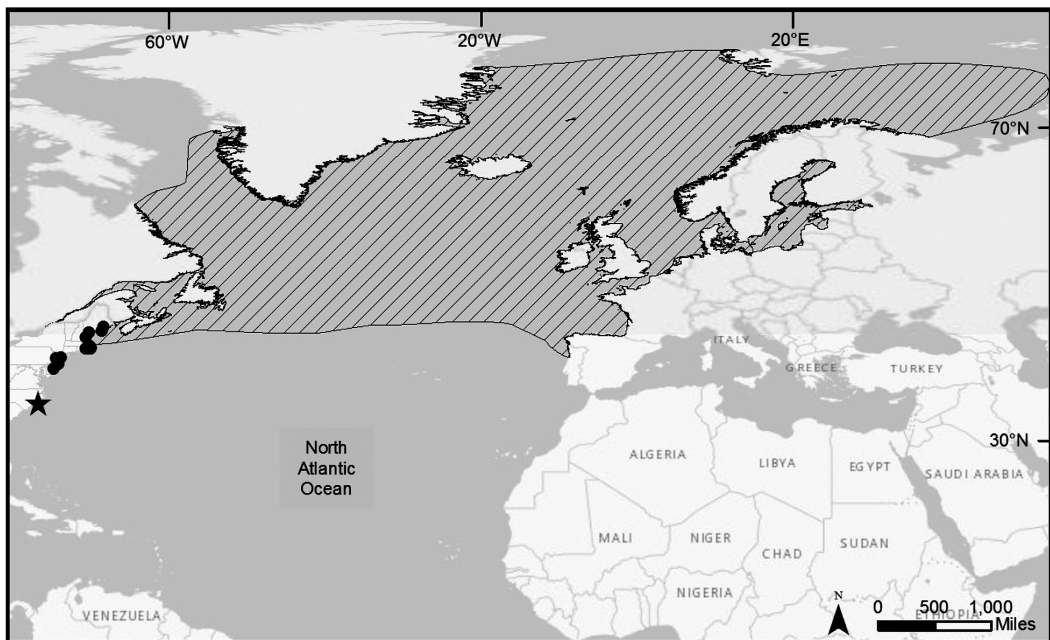 60°W
20°W
20°E
70°N
ITALY
GREECE
TURKEY
30°N
North
Atlantic
Ocean
ALGERIA
LIBYA
EGYPT
SAUDI ARABIA
MALI
NIGER
CHAD
SUDAN
NIGERIA
VENEZUELA
ETHIOPIA
N
0 500 1,000
Miles